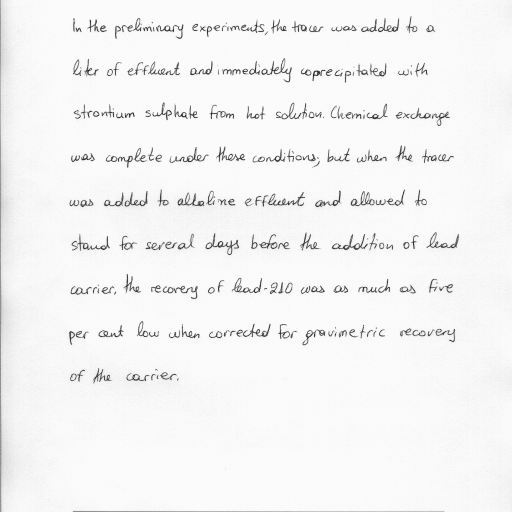 In the preliminary experiments, the tracer was added to a
liter of effluent and immediately coprecipitated with
strontium sulphate from hot solution. Chemical exchange
was complete under these conditions; but when the tracer
was added to alkaline effluent and allowed to
stand for several days before the addition of lead
carrier, the recovery of lead-210 was as much as five
per cent low when corrected for gravimetric recovery
of the carrier.